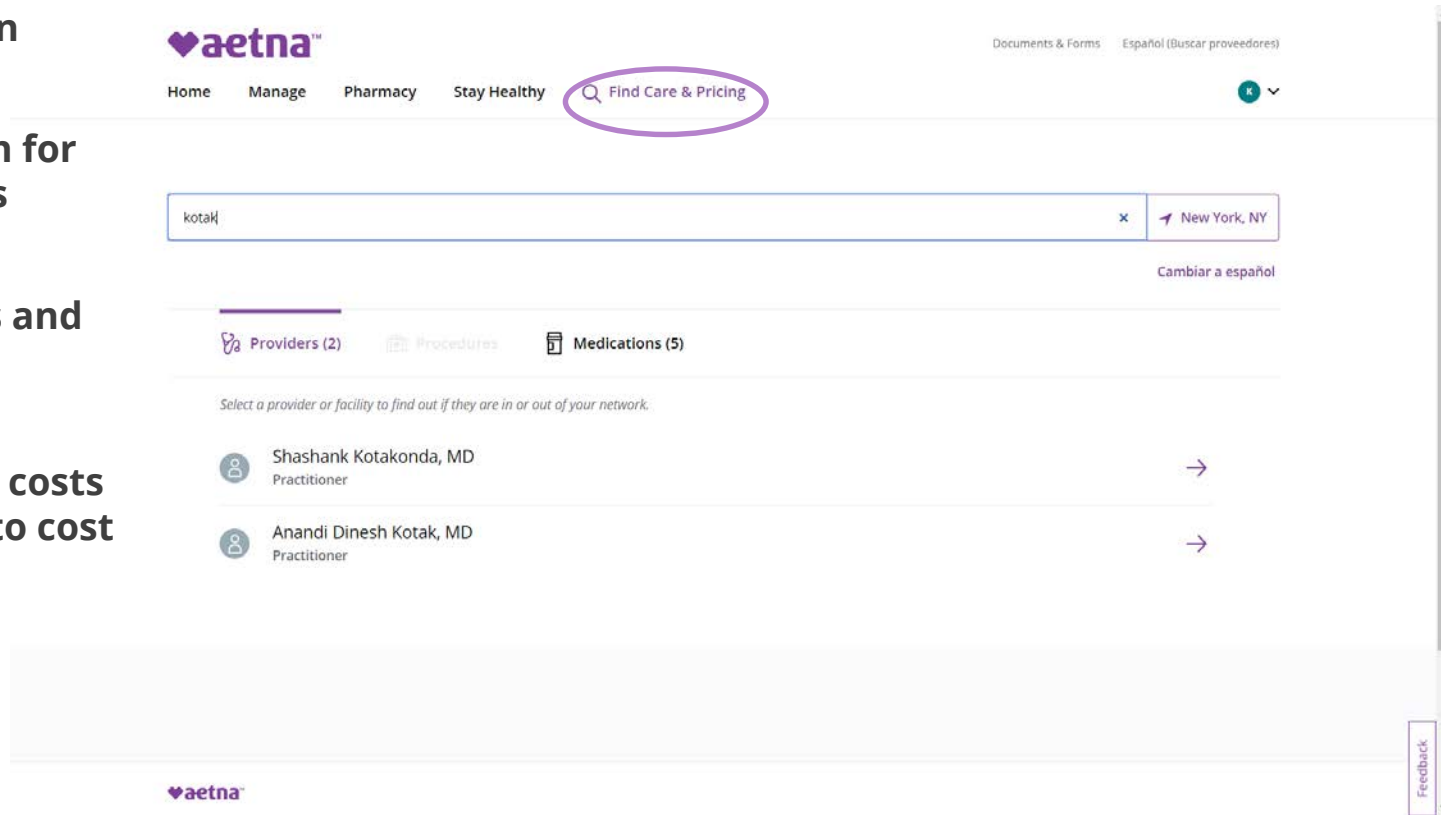 n
n for
s
s and
costs
to cost
aetna™
Documents & Forms Español (Buscar proveedores)
Home Manage Pharmacy Stay Healthy Find Care & Pricing K
kotak × New York, NY
Cambiar a español
Providers (2) Procedures Medications (5)
Select a provider or facility to find out if they are in or out of your network.
Shashank Kotakonda, MD
Practitioner
Anandi Dinesh Kotak, MD
Practitioner
Feedback
aetna™